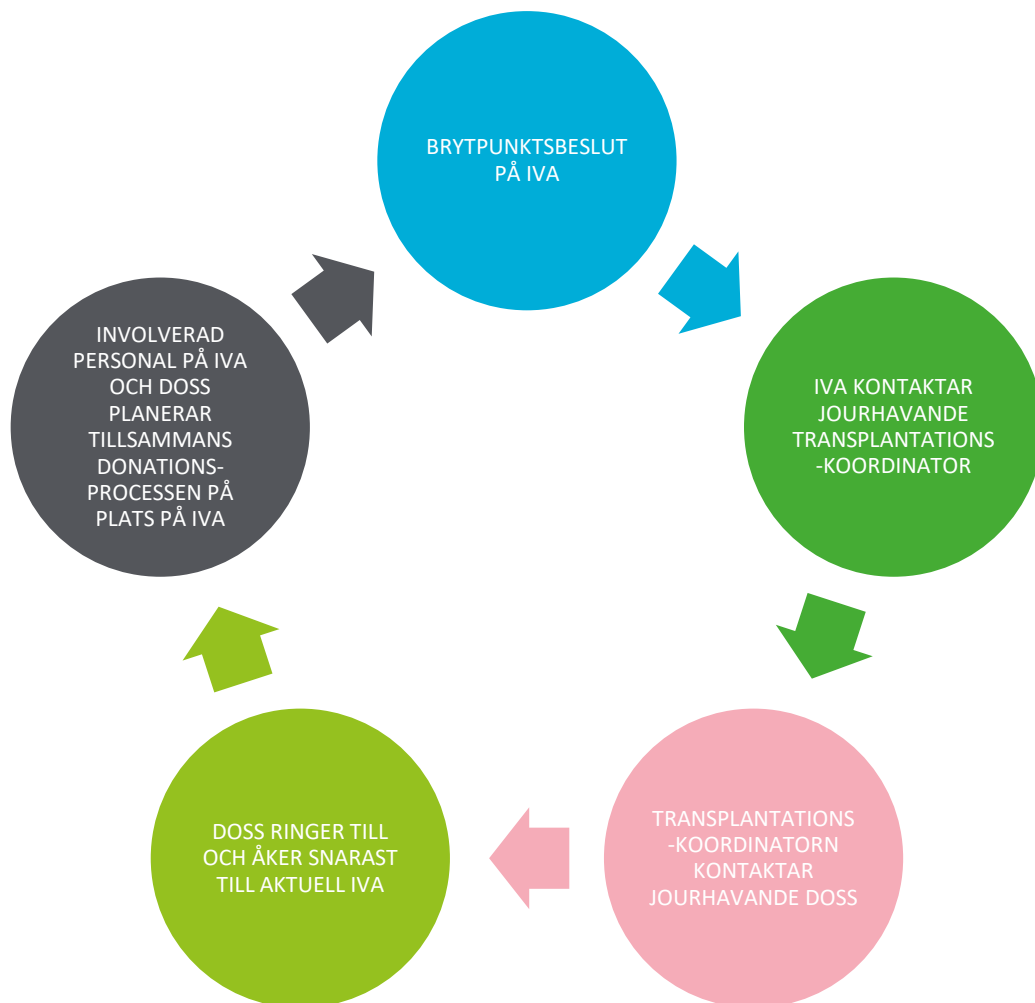 BRYTPUNKTSBESLUT
PÅ IVA
IVA KONTAKTAR
JOURHAVANDE
TRANSPLANTATIONS
-KOORDINATOR
TRANSPLANTATIONS
-KOORDINATORN
KONTAKTAR
JOURHAVANDE DOSS
DOSS RINGER TILL
OCH ÅKER SNARAST
TILL AKTUELL IVA
INVOLVERAD
PERSONAL PÅ IVA
OCH DOSS
PLANERAR
TILLSAMMANS
DONATIONS-
PROCESSEN PÅ
PLATS PÅ IVA